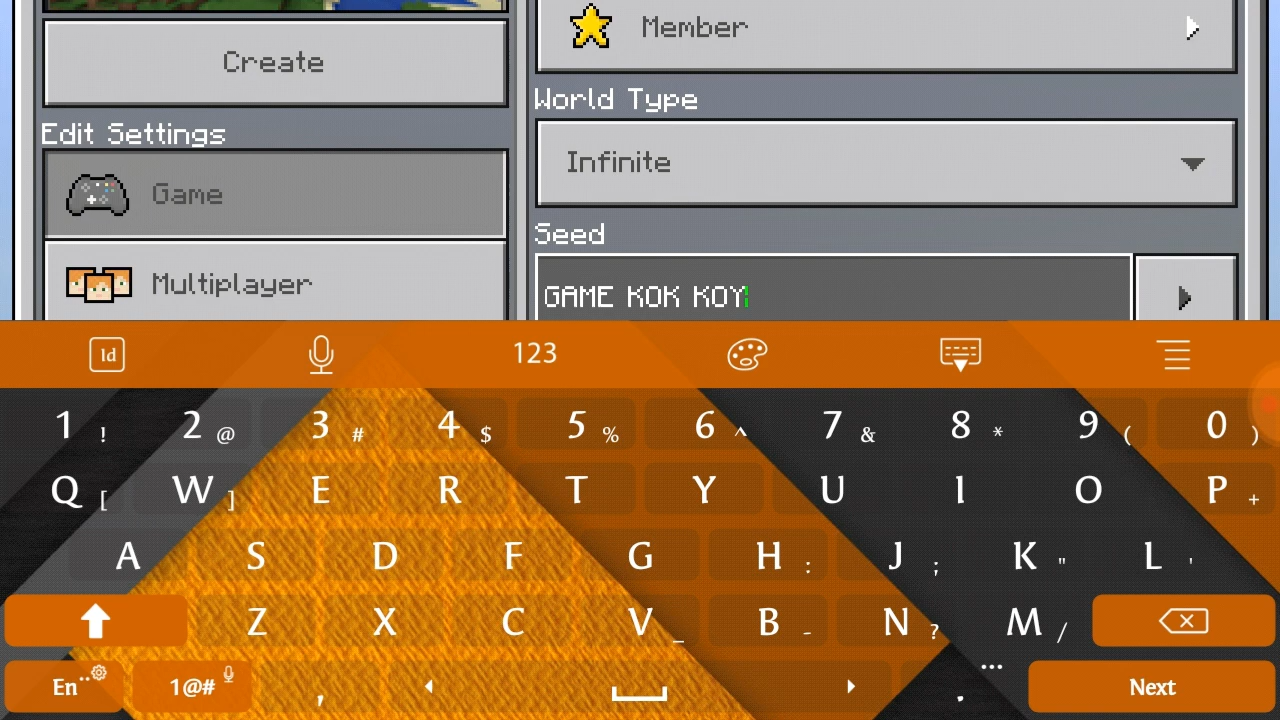 Create
Edit Settings
Game
Multiplayer
Member
World Type
Infinite
Seed
GAME KOK KOY
Id 123
1 ! 2 @ 3 # 4 $ 5 % 6 ^ 7 & 8 * 9 ( 0 )
Q [ W ] E R T Y U I O P +
A S D F G H : J ; K " L '
Z X C V _ B - N ? M /
En 1@# , . ... Next